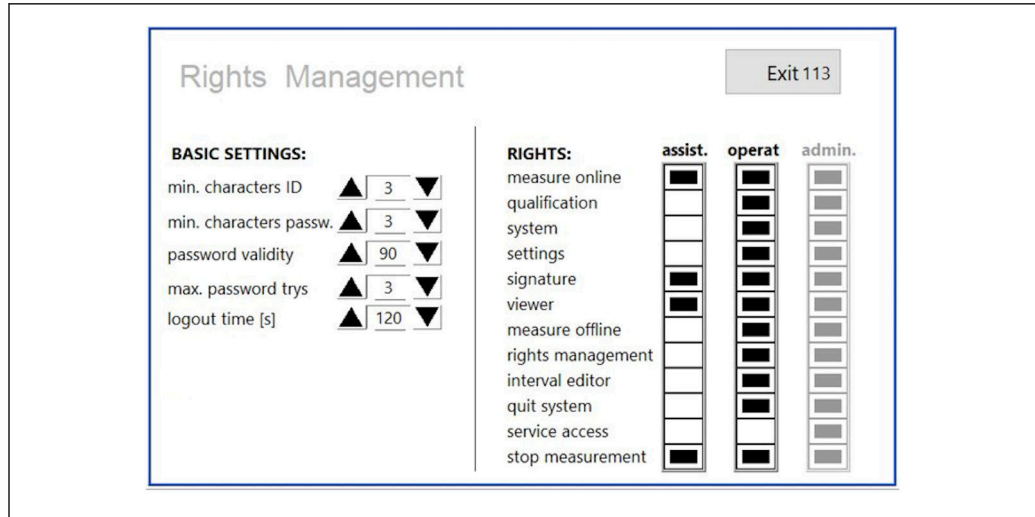 Rights Management
Exit 113
BASIC SETTINGS:
min. characters ID 3
min. characters passw. 3
password validity 90
max. password trys 3
logout time [s] 120
RIGHTS: assist. operat admin.
measure online
qualification
system
settings
signature
viewer
measure offline
rights management
interval editor
quit system
service access
stop measurement